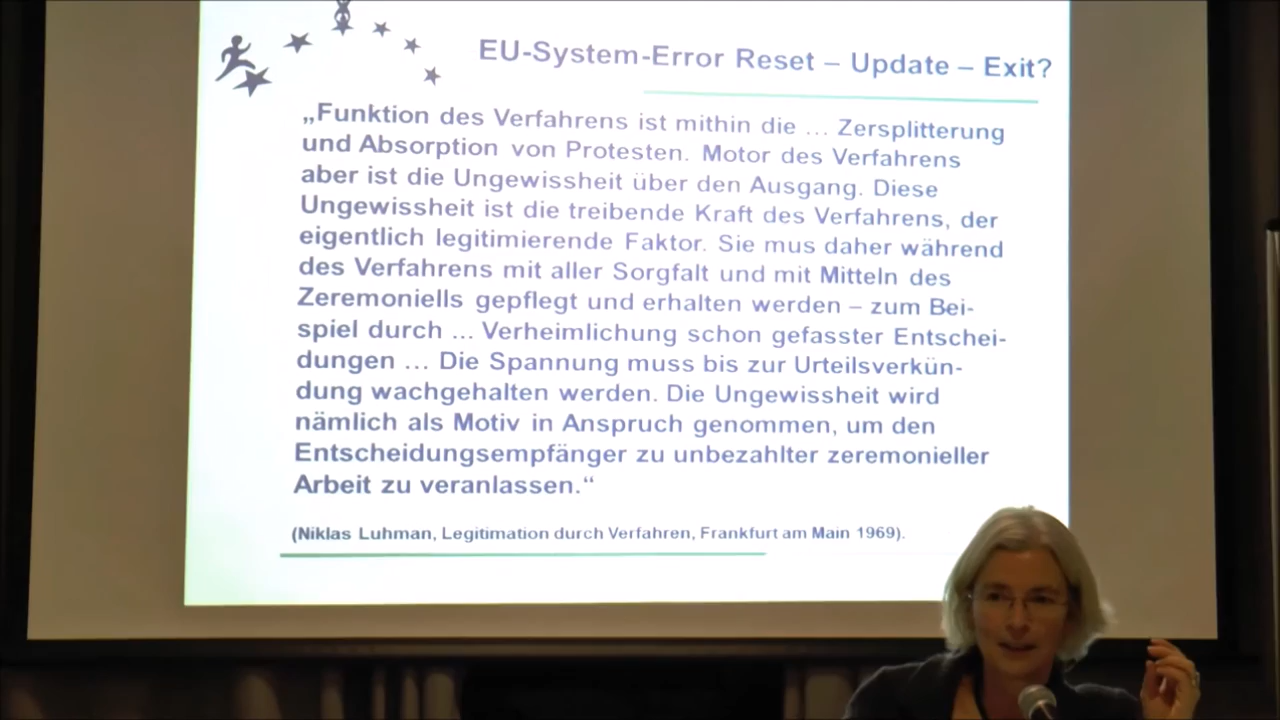 EU-System-Error Reset – Update – Exit?
„Funktion des Verfahrens ist mithin die ... Zersplitterung
und Absorption von Protesten. Motor des Verfahrens
aber ist die Ungewissheit über den Ausgang. Diese
Ungewissheit ist die treibende Kraft des Verfahrens, der
eigentlich legitimierende Faktor. Sie mus daher während
des Verfahrens mit aller Sorgfalt und mit Mitteln des
Zeremoniells gepflegt und erhalten werden – zum Bei-
spiel durch ... Verheimlichung schon gefasster Entschei-
dungen ... Die Spannung muss bis zur Urteilsverkün-
dung wachgehalten werden. Die Ungewissheit wird
nämlich als Motiv in Anspruch genommen, um den
Entscheidungsempfänger zu unbezahlter zeremonieller
Arbeit zu veranlassen.“
(Niklas Luhman, Legitimation durch Verfahren, Frankfurt am Main 1969).